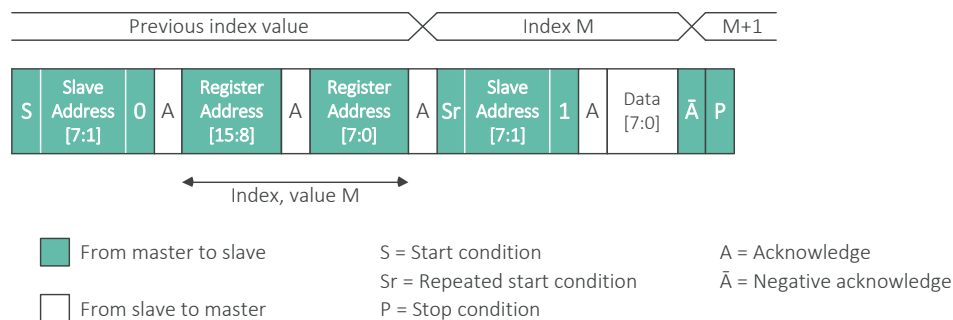 Previous index value Index M M+1
S Slave Address [7:1] 0 A Register Address [15:8] A Register Address [7:0] A Sr Slave Address [7:1] 1 A Data [7:0] Ā P
Index, value M
From master to slave S = Start condition A = Acknowledge
Sr = Repeated start condition Ā = Negative acknowledge
From slave to master P = Stop condition